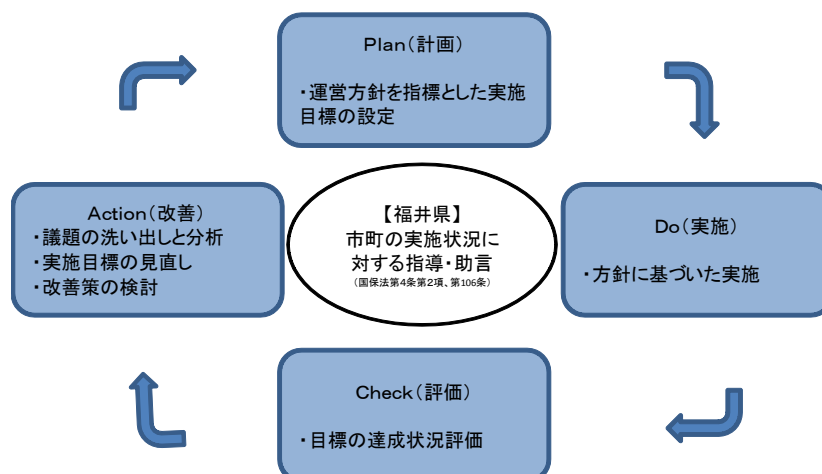 Plan（計画）
・運営方針を指標とした実施
目標の設定
Action（改善）
・議題の洗い出しと分析
・実施目標の見直し
・改善策の検討
【福井県】
市町の実施状況に
対する指導・助言
（国保法第4条第2項、第106条）
Do（実施）
・方針に基づいた実施
Check（評価）
・目標の達成状況評価